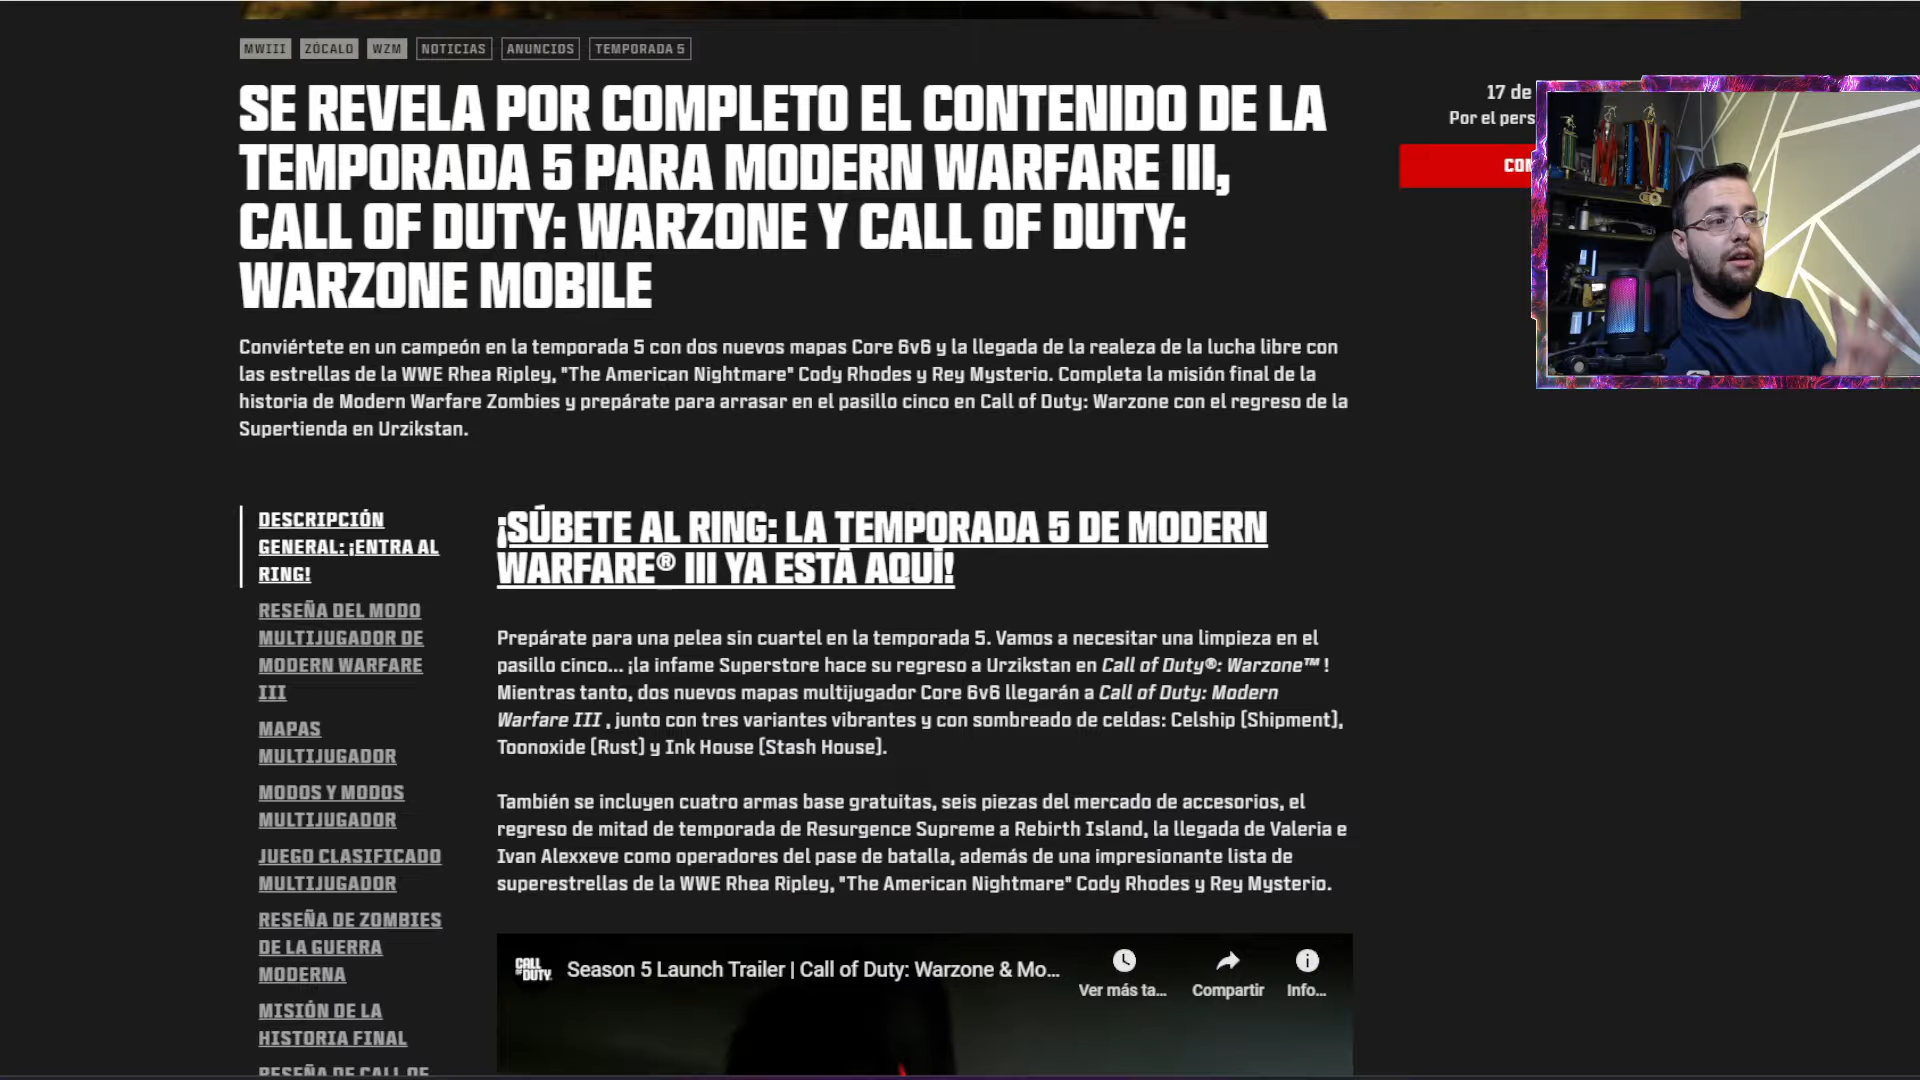 MWIII ZÓCALO WZM NOTICIAS ANUNCIOS TEMPORADA 5
SE REVELA POR COMPLETO EL CONTENIDO DE LA
TEMPORADA 5 PARA MODERN WARFARE III,
CALL OF DUTY: WARZONE Y CALL OF DUTY:
WARZONE MOBILE
17 de
Por el pers
Conviértete en un campeón en la temporada 5 con dos nuevos mapas Core 6v6 y la llegada de la realeza de la lucha libre con
las estrellas de la WWE Rhea Ripley, "The American Nightmare" Cody Rhodes y Rey Mysterio. Completa la misión final de la
historia de Modern Warfare Zombies y prepárate para arrasar en el pasillo cinco en Call of Duty: Warzone con el regreso de la
Supertienda en Urzikstan.
DESCRIPCIÓN
GENERAL: ¡ENTRA AL
RING!
RESEÑA DEL MODO
MULTIJUGADOR DE
MODERN WARFARE
III
MAPAS
MULTIJUGADOR
MODOS Y MODOS
MULTIJUGADOR
JUEGO CLASIFICADO
MULTIJUGADOR
RESEÑA DE ZOMBIES
DE LA GUERRA
MODERNA
MISIÓN DE LA
HISTORIA FINAL
RESEÑA DE CALL OF
¡SÚBETE AL RING: LA TEMPORADA 5 DE MODERN
WARFARE® III YA ESTÁ AQUÍ!
Prepárate para una pelea sin cuartel en la temporada 5. Vamos a necesitar una limpieza en el
pasillo cinco... ¡la infame Superstore hace su regreso a Urzikstan en Call of Duty®: Warzone™ !
Mientras tanto, dos nuevos mapas multijugador Core 6v6 llegarán a Call of Duty: Modern
Warfare III , junto con tres variantes vibrantes y con sombreado de celdas: Celship (Shipment),
Toonoxide (Rust) y Ink House (Stash House).
También se incluyen cuatro armas base gratuitas, seis piezas del mercado de accesorios, el
regreso de mitad de temporada de Resurgence Supreme a Rebirth Island, la llegada de Valeria e
Ivan Alexxeve como operadores del pase de batalla, además de una impresionante lista de
superestrellas de la WWE Rhea Ripley, "The American Nightmare" Cody Rhodes y Rey Mysterio.
CALL OF DUTY
Season 5 Launch Trailer | Call of Duty: Warzone & Mo...
Ver más ta...
Compartir
Info...